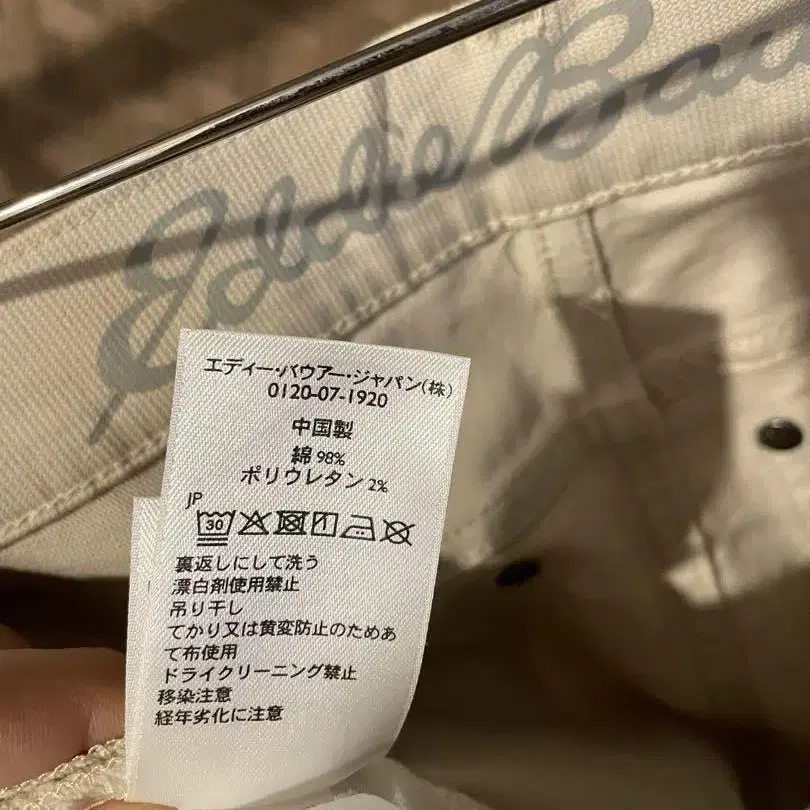 Eddie Bau
エディー・バウアー・ジャパン(株)
0120-07-1920
中国製
綿 98%
ポリウレタン 2%
JP
30
裏返しにして洗う
漂白剤使用禁止
吊り干し
てかり又は黄変防止のためあ
て布使用
ドライクリーニング禁止
移染注意
経年劣化に注意